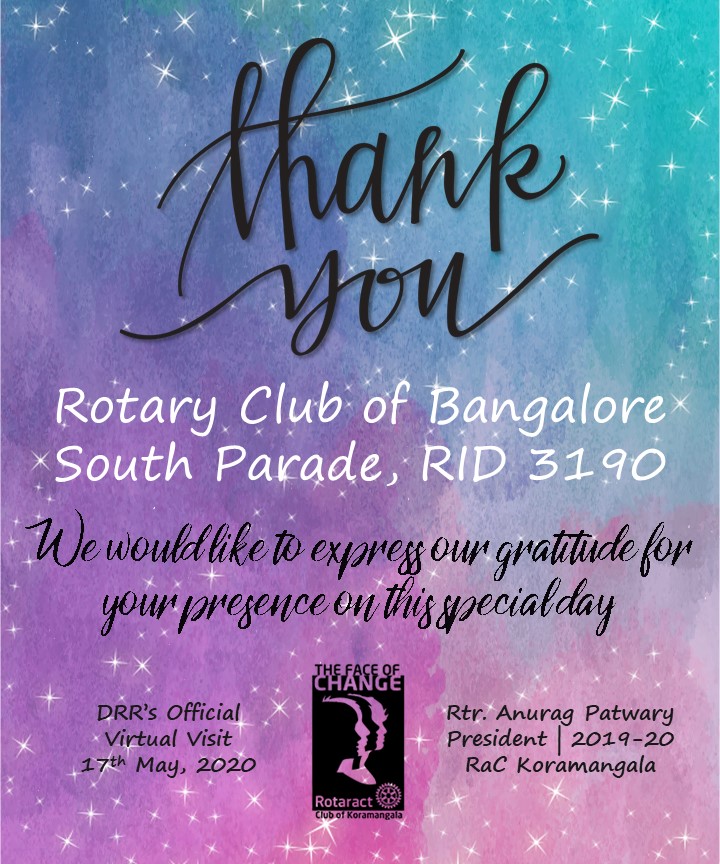 thank
you
Rotary Club of Bangalore
South Parade, RID 3190
We would like to express our gratitude for
your presence on this special day
DRR's Official
Virtual Visit
17th May, 2020
THE FACE OF
CHANGE
Rotaract
Club of Koramangala
Rtr. Anurag Patwary
President | 2019-20
RaC Koramangala